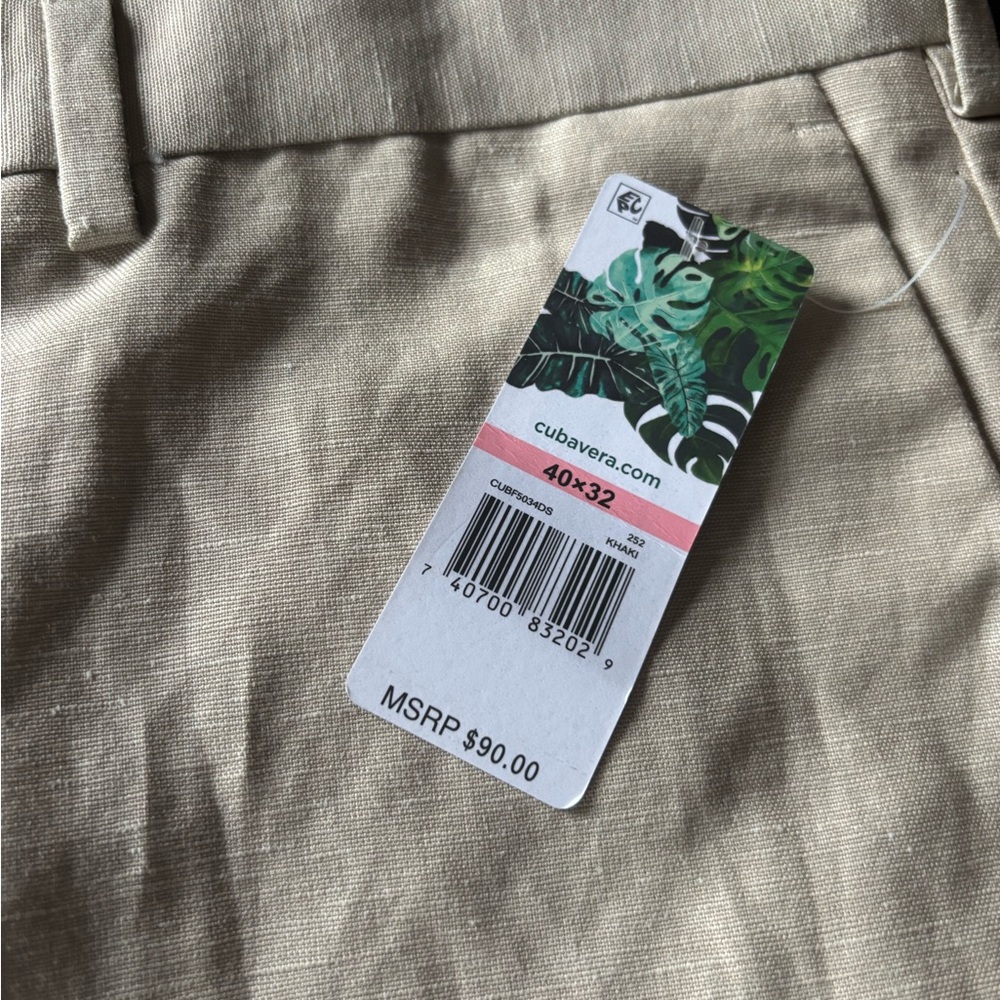 cubavera.com
40×32
CUBF5034DS
252
KHAKI
7 40700 83202 9
MSRP $90.00